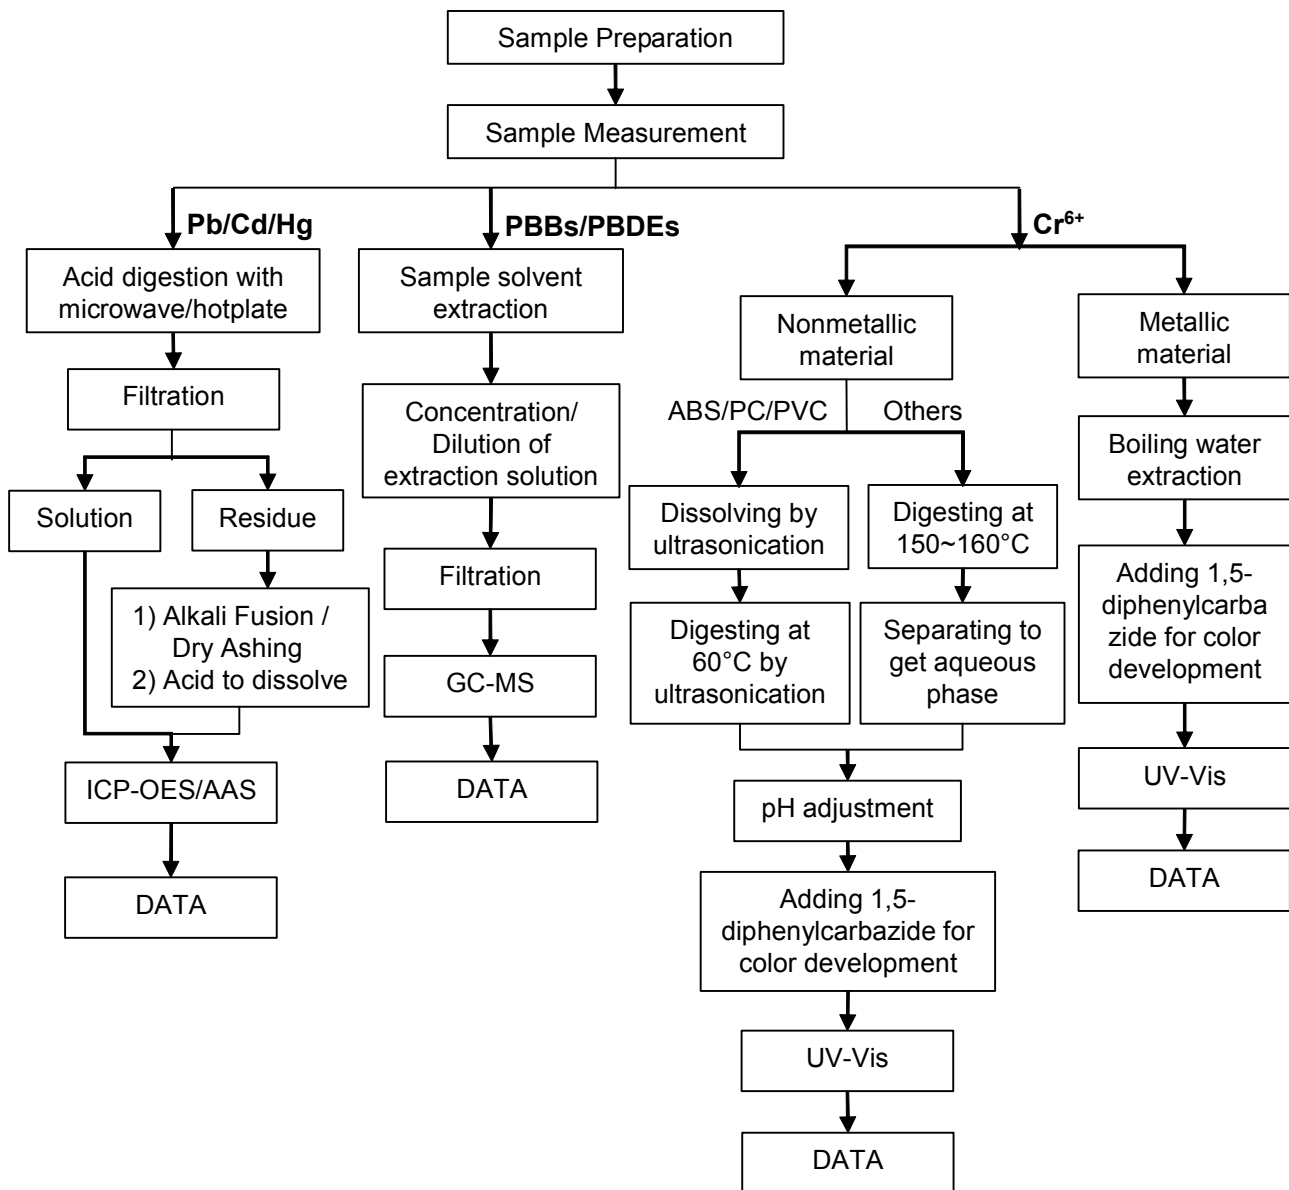 Sample Preparation
Sample Measurement
Pb/Cd/Hg
Acid digestion with
microwave/hotplate
Filtration
Solution
Residue
1) Alkali Fusion /
Dry Ashing
2) Acid to dissolve
ICP-OES/AAS
DATA
PBBs/PBDEs
Sample solvent
extraction
Concentration/
Dilution of
extraction solution
Filtration
GC-MS
DATA
Cr⁶⁺
Nonmetallic
material
ABS/PC/PVC
Others
Dissolving by
ultrasonication
Digesting at
60°C by
ultrasonication
Digesting at
150~160°C
Separating to
get aqueous
phase
pH adjustment
Adding 1,5-
diphenylcarbazide for
color development
UV-Vis
DATA
Metallic
material
Boiling water
extraction
Adding 1,5-
diphenylcarba
zide for color
development
UV-Vis
DATA